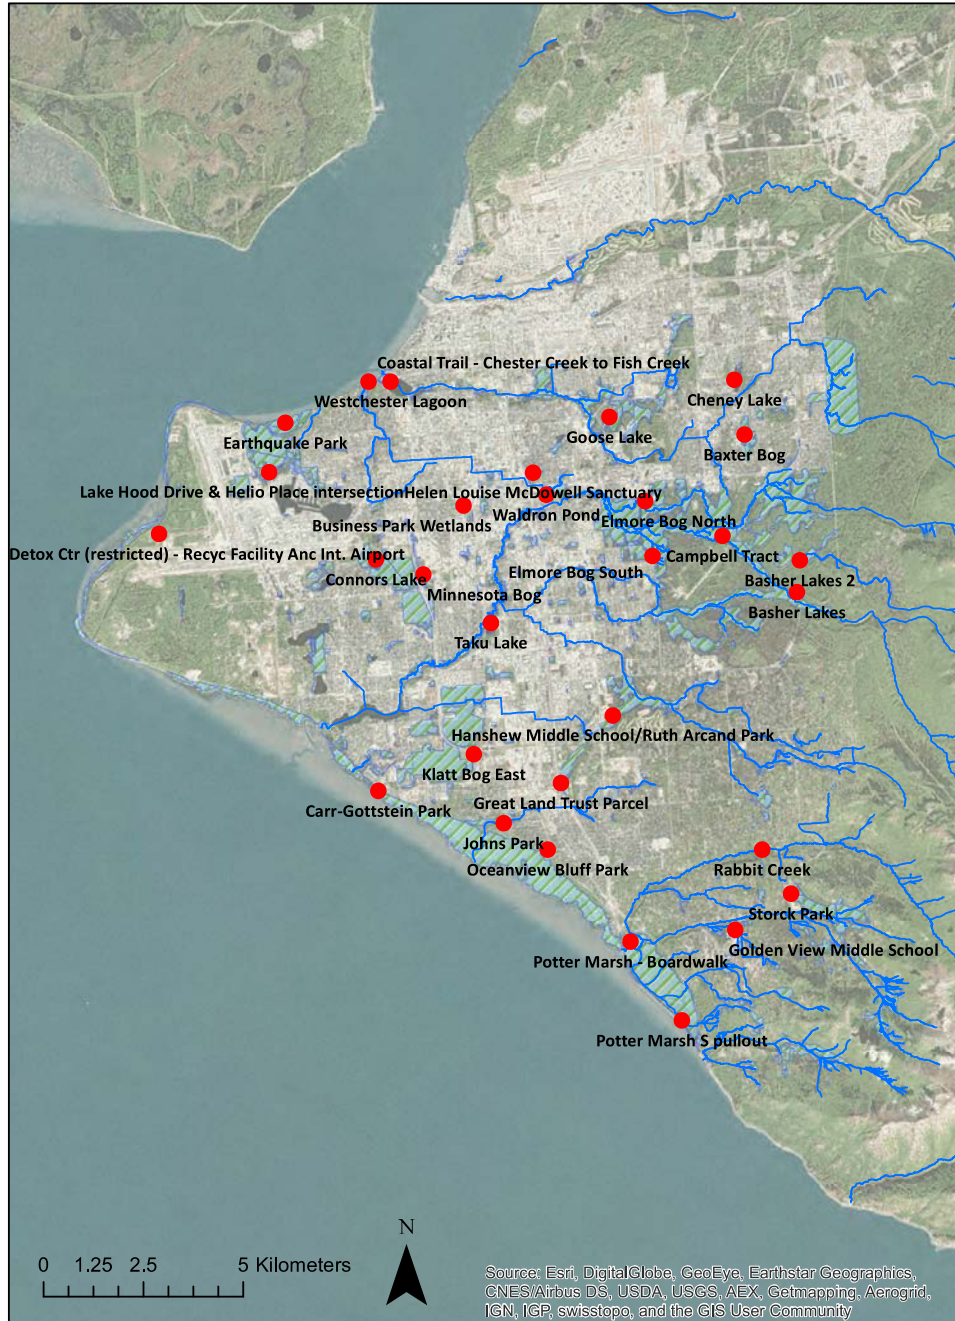 Coastal Trail - Chester Creek to Fish Creek
Westchester Lagoon
Cheney Lake
Earthquake Park
Goose Lake
Baxter Bog
Lake Hood Drive & Helio Place intersection
Helen Louise McDowell Sanctuary
Waldron Pond
Business Park Wetlands
Elmore Bog North
Detox Ctr (restricted) - Recyc Facility Anc Int. Airport
Campbell Tract
Connors Lake
Elmore Bog South
Basher Lakes 2
Minnesota Bog
Basher Lakes
Taku Lake
Hanshew Middle School/Ruth Arcand Park
Klatt Bog East
Great Land Trust Parcel
Carr-Gottstein Park
Johns Park
Oceanview Bluff Park
Rabbit Creek
Storck Park
Golden View Middle School
Potter Marsh - Boardwalk
Potter Marsh S pullout
N
0 1.25 2.5 5 Kilometers
Source: Esri, DigitalGlobe, GeoEye, Earthstar Geographics,
CNES/Airbus DS, USDA, USGS, AEX, Getmapping, Aerogrid,
IGN, IGP, swisstopo, and the GIS User Community